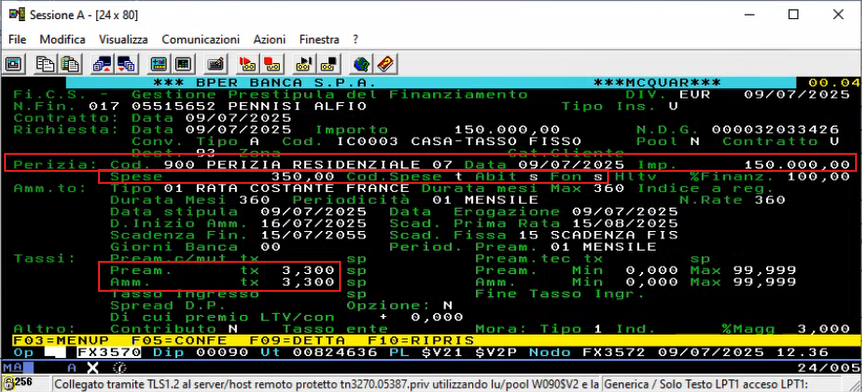 Sessione A - [24 x 80]
File Modifica Visualizza Comunicazioni Azioni Finestra ?
*** BPER BANCA S.P.A. ***MCQUAR*** 00.04
Fi.C.S. - Gestione Prestipula del Finanziamento DIV. EUR 09/07/2025
N.Fin. 017 05515652 PENNISI ALFIO Tipo Ins. U
Contratto: Data 09/07/2025
Richiesta: Data 09/07/2025 Importo 150.000,00 N.D.G. 0000032033426
Conv. Tipo A Cod. IC0003 CASA-TASSO FISSO Pool N Contratto U
Dest. 93 Zona Cat.Cliente
Perizia: Cod. 900 PERIZIA RESIDENZIALE 07 Data 09/07/2025 Imp. 150.000,00
Spese 350,00 Cod.Spese t Abit s Fon s Hltv %Finanz. 100,00
Amm.to: Tipo 01 RATA COSTANTE FRANCE Durata mesi Max 360 Indice a reg.
Durata Mesi 360 Periodicità 01 MENSILE N.Rate 360
Data stipula 09/07/2025 Data Erogazione 09/07/2025
D.Inizio Amm. 16/07/2025 Scad. Prima Rata 15/08/2025
Scadenza Fin. 15/07/2055 Scad. Fissa 15 SCADENZA FIS
Giorni Banca 00 Period. Pream. 01 MENSILE
Tassi: Pream.c/mut tx sp Pream.tec tx sp
Pream. tx 3,300 sp Pream. Min 0,000 Max 99,999
Amm. tx 3,300 sp Amm. Min 0,000 Max 99,999
Tasso Ingresso sp Fine Tasso Ingr.
Spread D.P. Opzione: N
Di cui premio LTV/con + 0,000
Altro: Contributo N Tasso ente Mora: Tipo 1 Ind. %Magg 3,000
F03=MENUP F05=CONFE F09=DETTA F10=RIPRIS
Op FX3570 Dip 00090 Ut 00824636 PL $V21 $V2P Nodo FX3572 09/07/2025 12.36
MA A X 24/005
256 Collegato tramite TLS1.2 al server/host remoto protetto tn3270.05387.priv utilizando lu/pool W090$V2 e la Generica / Solo Testo LPT1: acceso LPT1: